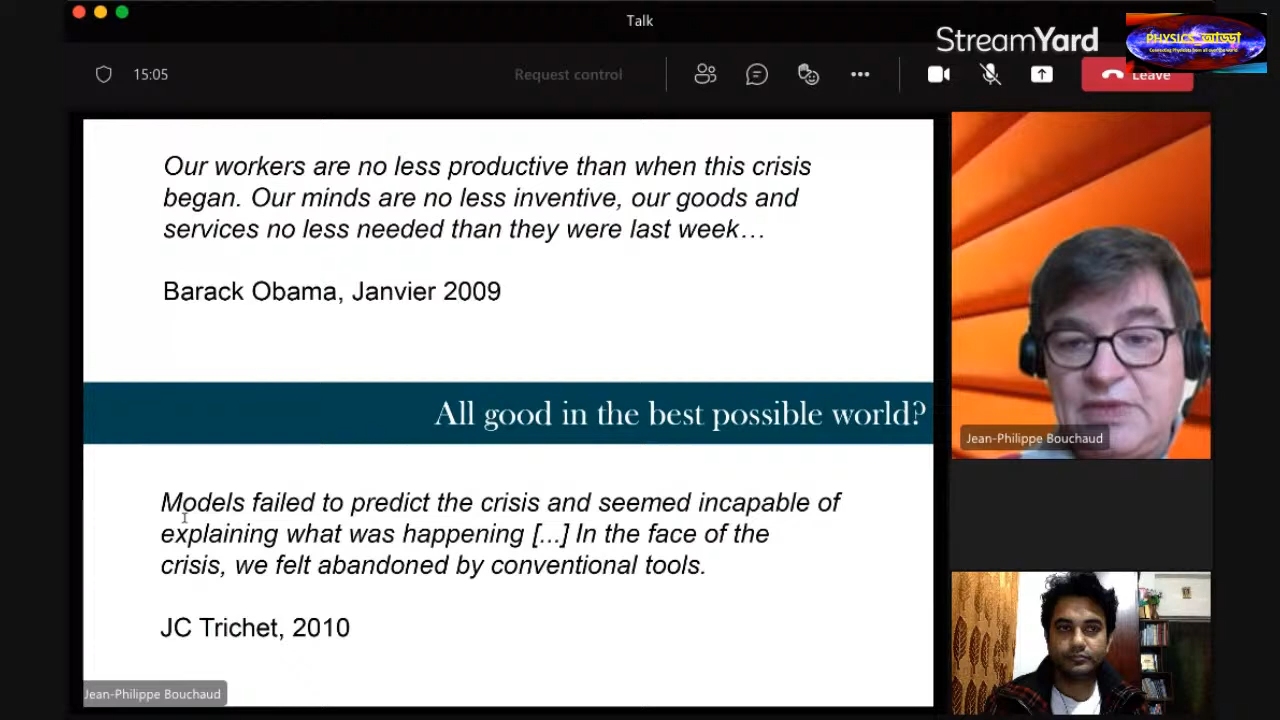 Talk
StreamYard
PHYSICS_আড্ডা
15:05
Request control
Leave
Our workers are no less productive than when this crisis
began. Our minds are no less inventive, our goods and
services no less needed than they were last week…
Barack Obama, Janvier 2009
All good in the best possible world?
Jean-Philippe Bouchaud
Models failed to predict the crisis and seemed incapable of
explaining what was happening [...] In the face of the
crisis, we felt abandoned by conventional tools.
JC Trichet, 2010
Jean-Philippe Bouchaud